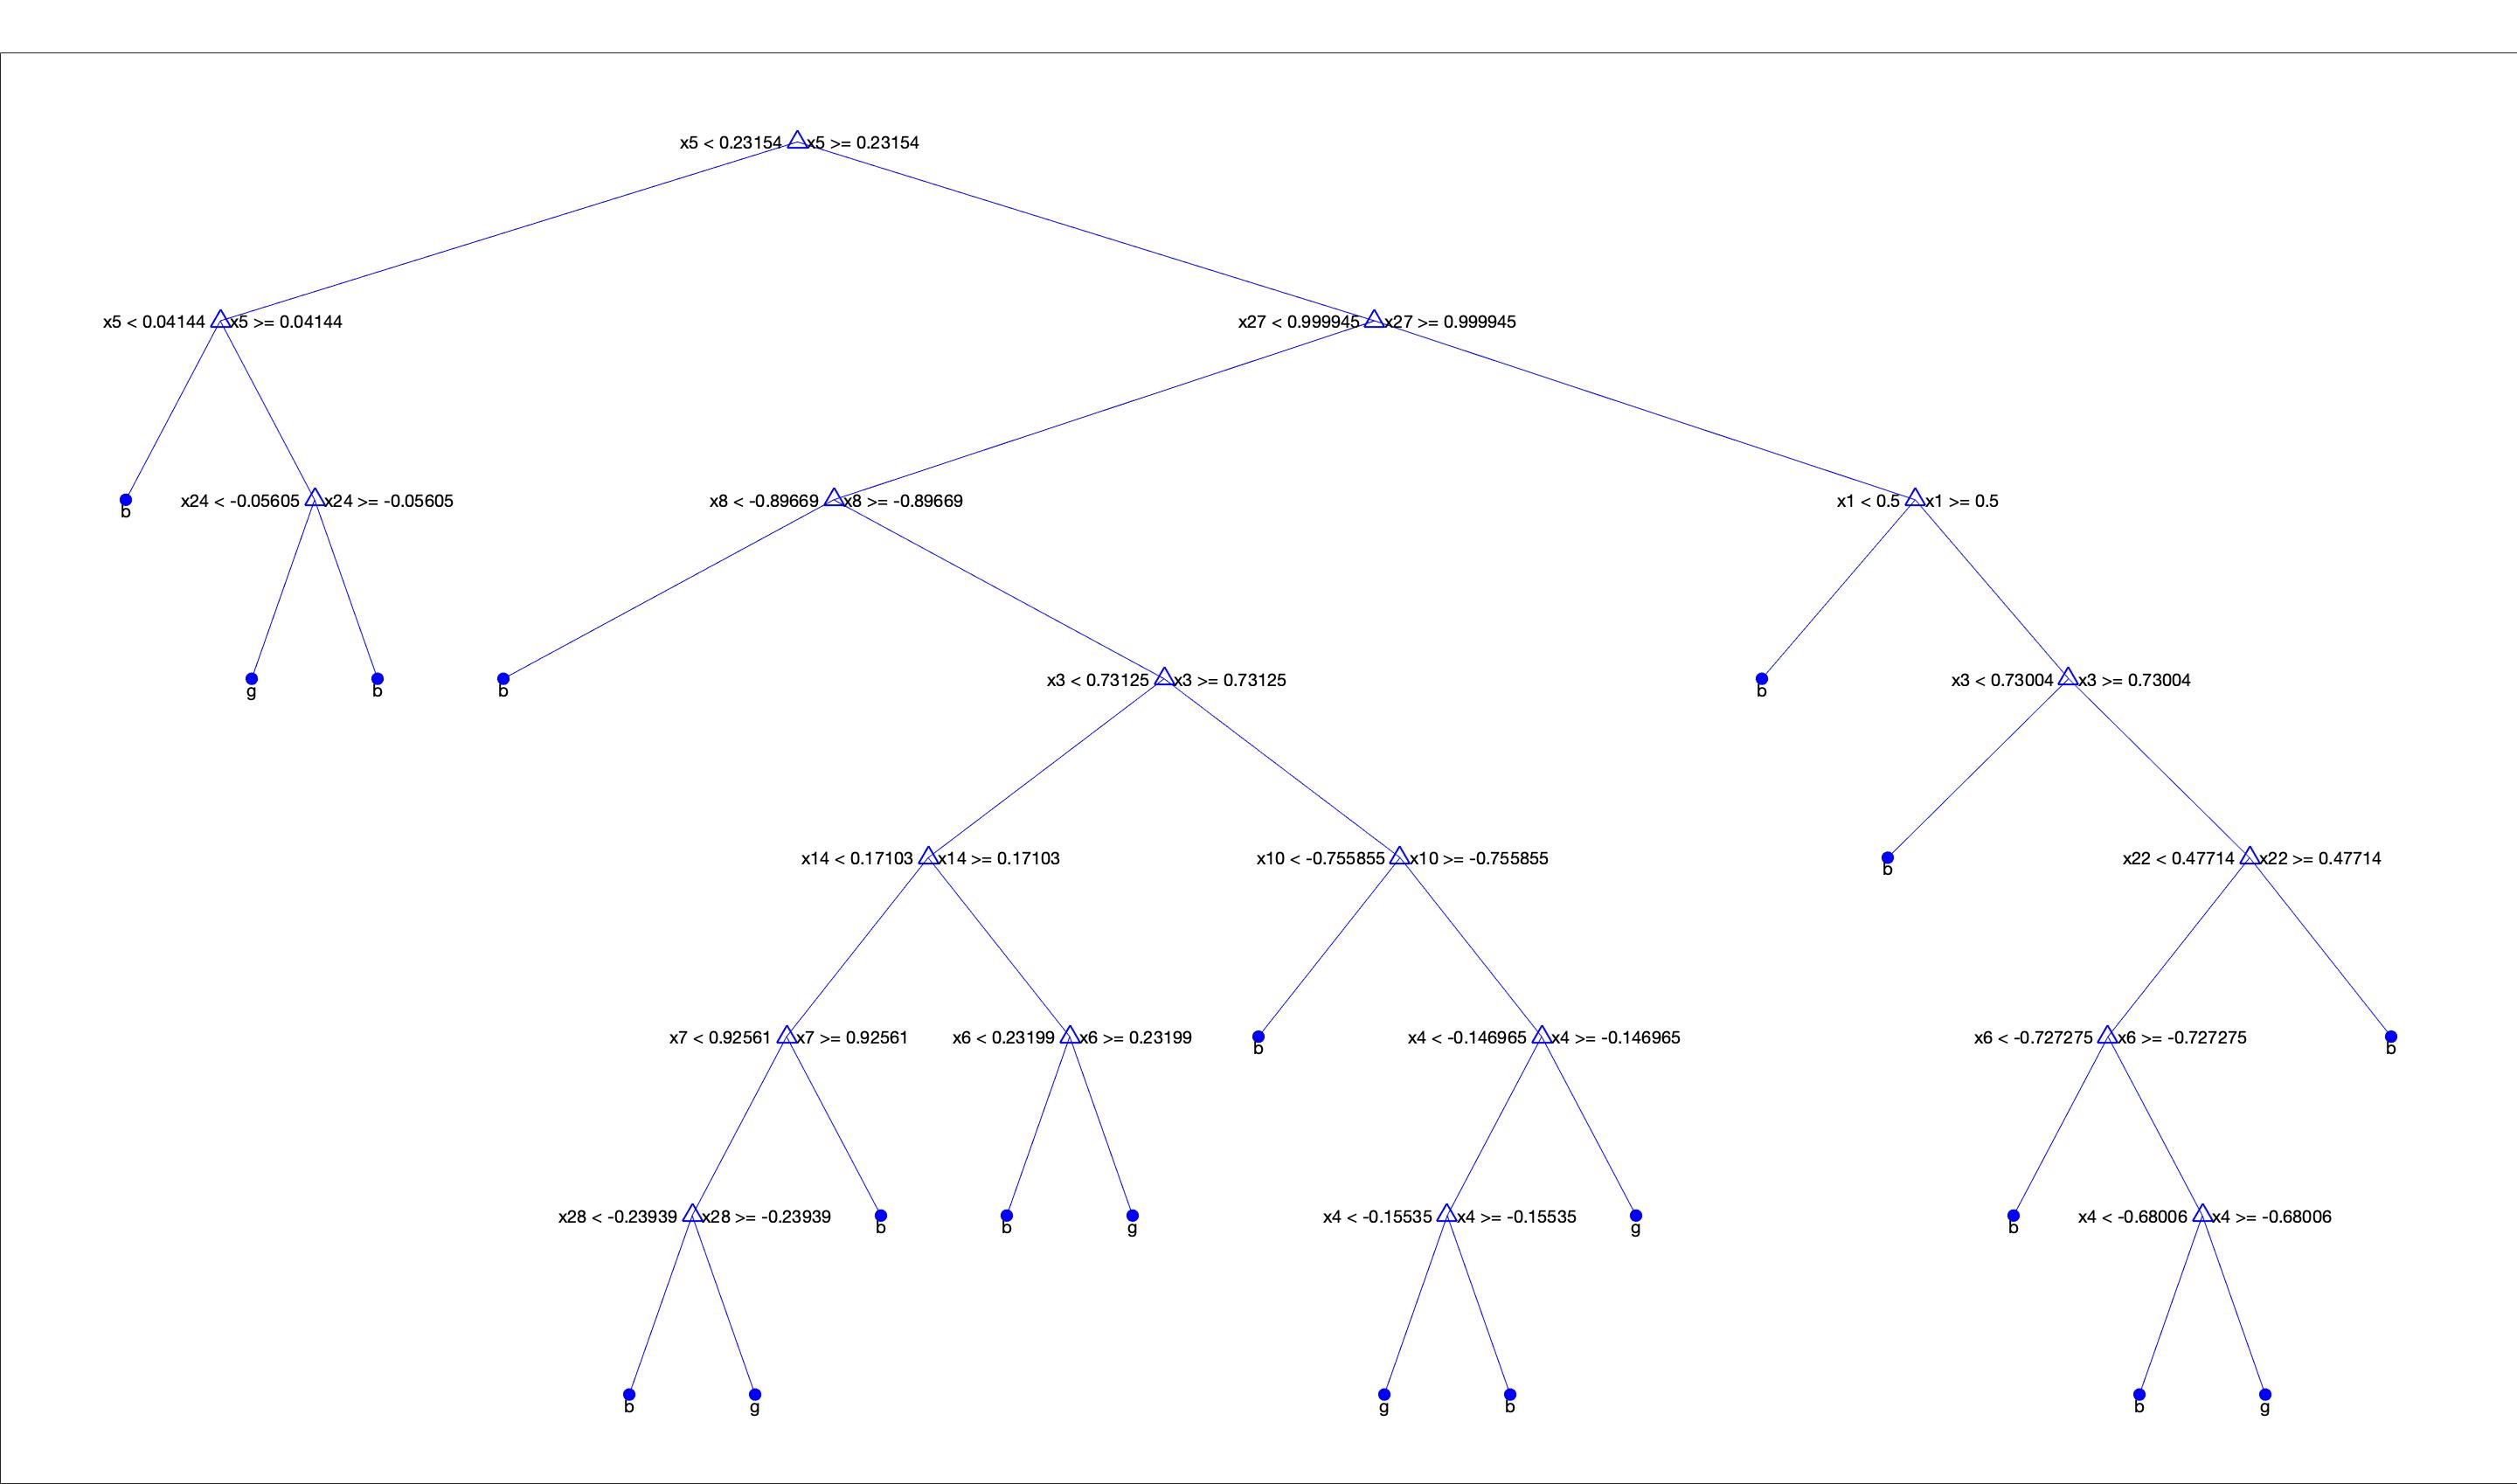 x5 < 0.23154 x5 >= 0.23154
x5 < 0.04144 x5 >= 0.04144 x27 < 0.999945 x27 >= 0.999945
b x24 < -0.05605 x24 >= -0.05605 x8 < -0.89669 x8 >= -0.89669 x1 < 0.5 x1 >= 0.5
g b b x3 < 0.73125 x3 >= 0.73125 b x3 < 0.73004 x3 >= 0.73004
x14 < 0.17103 x14 >= 0.17103 x10 < -0.755855 x10 >= -0.755855 b x22 < 0.47714 x22 >= 0.47714
x7 < 0.92561 x7 >= 0.92561 x6 < 0.23199 x6 >= 0.23199 b x4 < -0.146965 x4 >= -0.146965 x6 < -0.727275 x6 >= -0.727275 b
x28 < -0.23939 x28 >= -0.23939 b b g x4 < -0.15535 x4 >= -0.15535 g b x4 < -0.68006 x4 >= -0.68006
b g g b b g